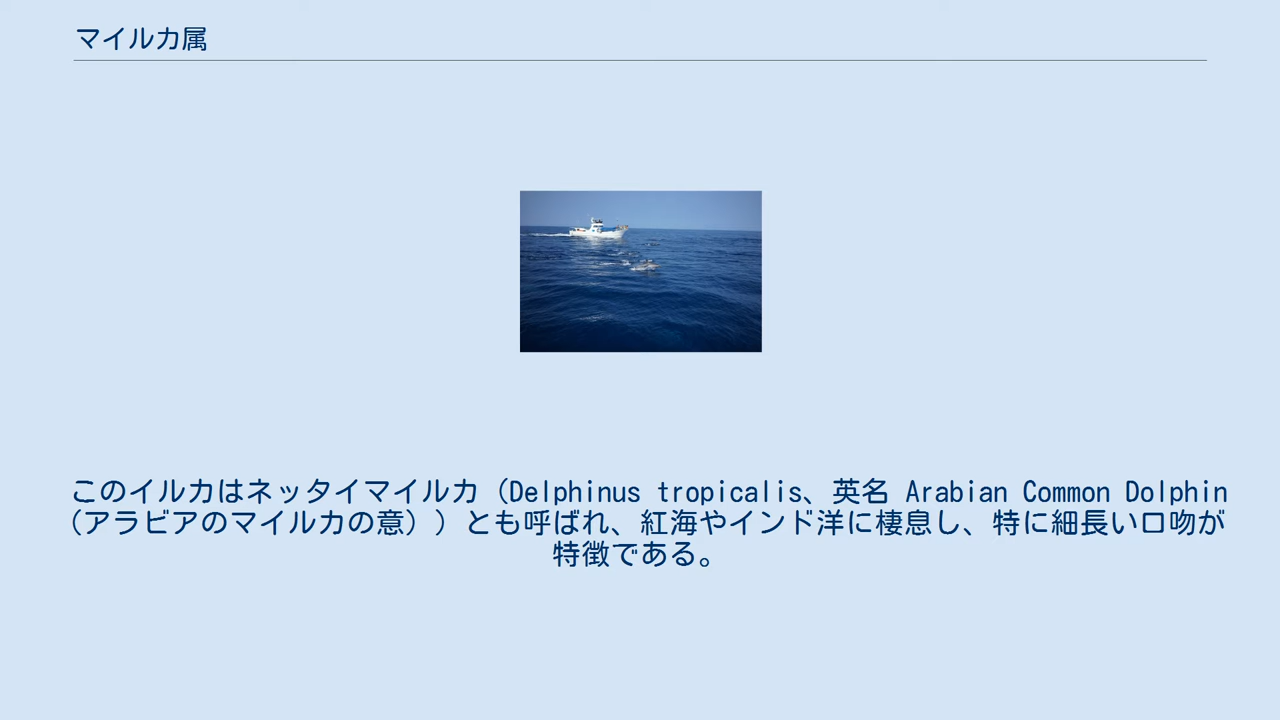 マイルカ属
このイルカはネッタイマイルカ（Delphinus tropicalis、英名 Arabian Common Dolphin
（アラビアのマイルカの意））とも呼ばれ、紅海やインド洋に棲息し、特に細長い口吻が
特徴である。